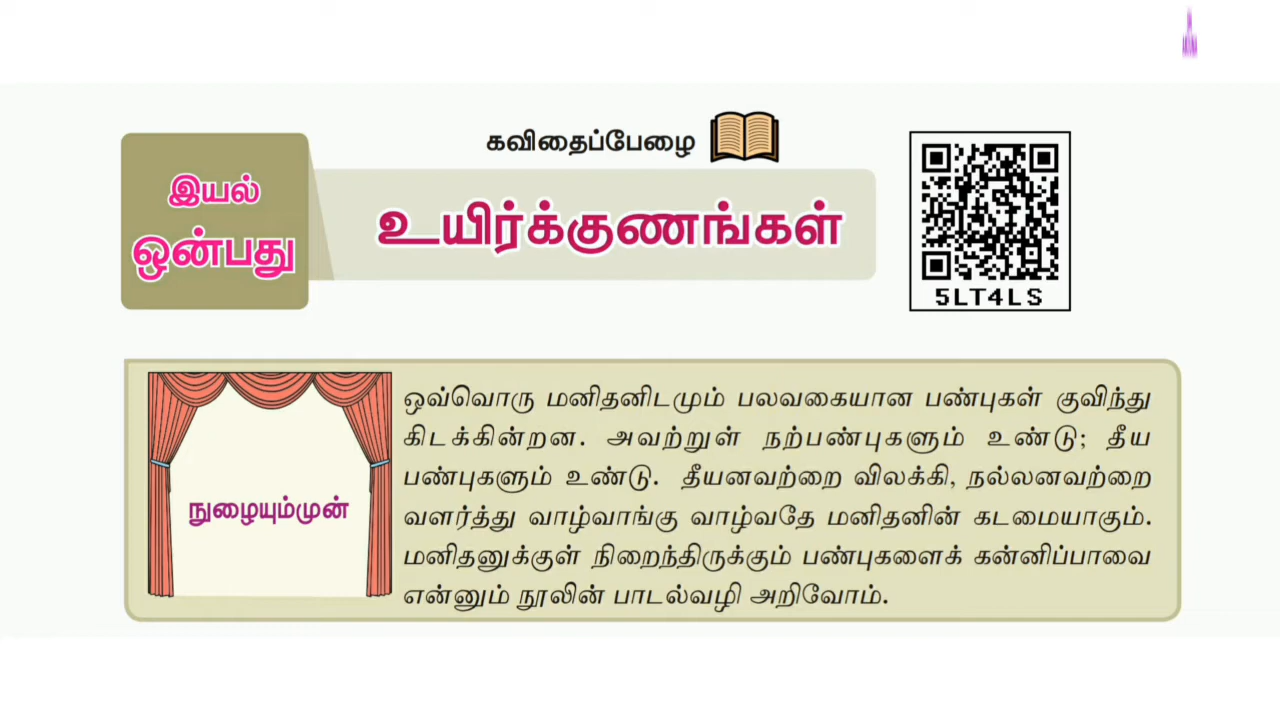 கவிதைப்பேழை
இயல்
ஒன்பது
உயிர்க்குணங்கள்
5LT4LS
நுழையும்முன்
ஒவ்வொரு மனிதனிடமும் பலவகையான பண்புகள் குவிந்து
கிடக்கின்றன. அவற்றுள் நற்பண்புகளும் உண்டு; தீய
பண்புகளும் உண்டு. தீயனவற்றை விலக்கி, நல்லனவற்றை
வளர்த்து வாழ்வாங்கு வாழ்வதே மனிதனின் கடமையாகும்.
மனிதனுக்குள் நிறைந்திருக்கும் பண்புகளைக் கன்னிப்பாவை
என்னும் நூலின் பாடல்வழி அறிவோம்.